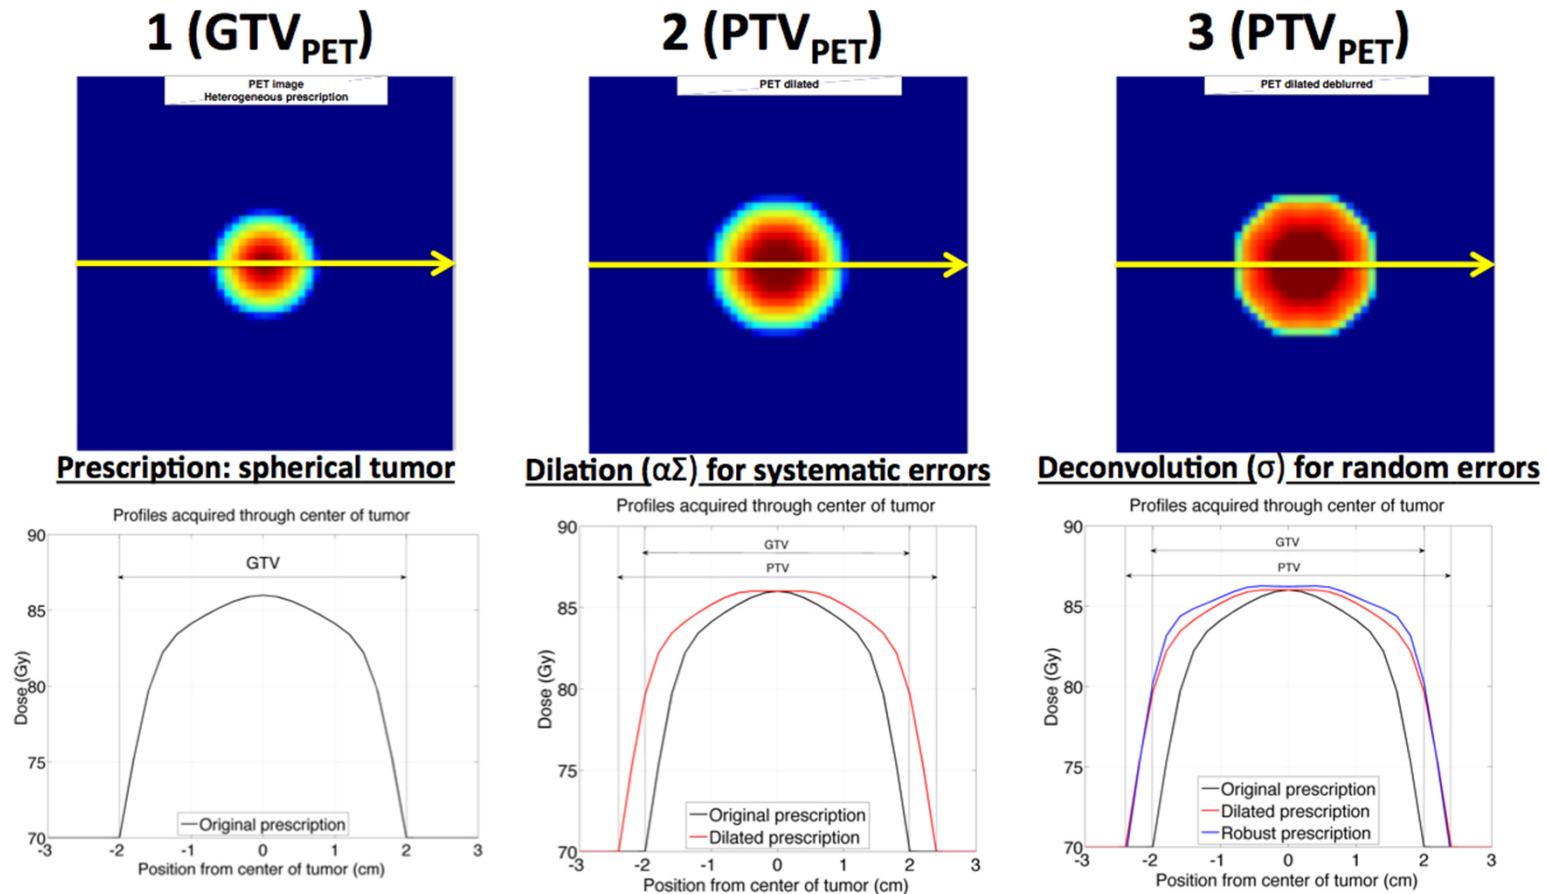 1 (GTVPET)
2 (PTVPET)
3 (PTVPET)
PET image
Heterogeneous prescription
PET dilated
PET dilated deblurred
Prescription: spherical tumor
Dilation (αΣ) for systematic errors
Deconvolution (σ) for random errors
Profiles acquired through center of tumor
90
85
80
75
70
Dose (Gy)
GTV
Original prescription
-3
-2
-1
0
1
2
3
Position from center of tumor (cm)
Profiles acquired through center of tumor
90
85
80
75
70
Dose (Gy)
GTV
PTV
Original prescription
Dilated prescription
-3
-2
-1
0
1
2
3
Position from center of tumor (cm)
Profiles acquired through center of tumor
90
85
80
75
70
Dose (Gy)
GTV
PTV
Original prescription
Dilated prescription
Robust prescription
-3
-2
-1
0
1
2
3
Position from center of tumor (cm)